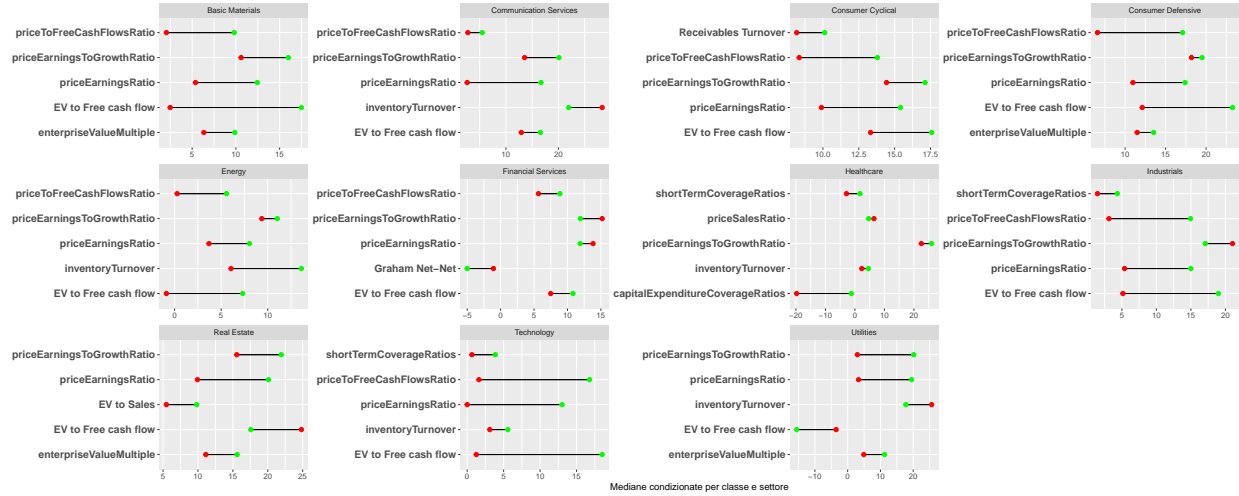 Basic Materials
priceToFreeCashFlowsRatio
priceEarningsToGrowthRatio
priceEarningsRatio
EV to Free cash flow
enterpriseValueMultiple
5 10 15
Communication Services
priceToFreeCashFlowsRatio
priceEarningsToGrowthRatio
priceEarningsRatio
inventoryTurnover
EV to Free cash flow
10 20
Consumer Cyclical
Receivables Turnover
priceToFreeCashFlowsRatio
priceEarningsToGrowthRatio
priceEarningsRatio
EV to Free cash flow
10.0 12.5 15.0 17.5
Consumer Defensive
priceToFreeCashFlowsRatio
priceEarningsToGrowthRatio
priceEarningsRatio
EV to Free cash flow
enterpriseValueMultiple
10 15 20
Energy
priceToFreeCashFlowsRatio
priceEarningsToGrowthRatio
priceEarningsRatio
inventoryTurnover
EV to Free cash flow
0 5 10
Financial Services
priceToFreeCashFlowsRatio
priceEarningsToGrowthRatio
priceEarningsRatio
Graham Net−Net
EV to Free cash flow
−5 0 5 10 15
Healthcare
shortTermCoverageRatios
priceSalesRatio
priceEarningsToGrowthRatio
inventoryTurnover
capitalExpenditureCoverageRatios
−20 −10 0 10 20
Industrials
shortTermCoverageRatios
priceToFreeCashFlowsRatio
priceEarningsToGrowthRatio
priceEarningsRatio
EV to Free cash flow
5 10 15 20
Real Estate
priceEarningsToGrowthRatio
priceEarningsRatio
EV to Sales
EV to Free cash flow
enterpriseValueMultiple
5 10 15 20 25
Technology
shortTermCoverageRatios
priceToFreeCashFlowsRatio
priceEarningsRatio
inventoryTurnover
EV to Free cash flow
0 5 10 15
Utilities
priceEarningsToGrowthRatio
priceEarningsRatio
inventoryTurnover
EV to Free cash flow
enterpriseValueMultiple
−10 0 10 20
Mediane condizionate per classe e settore